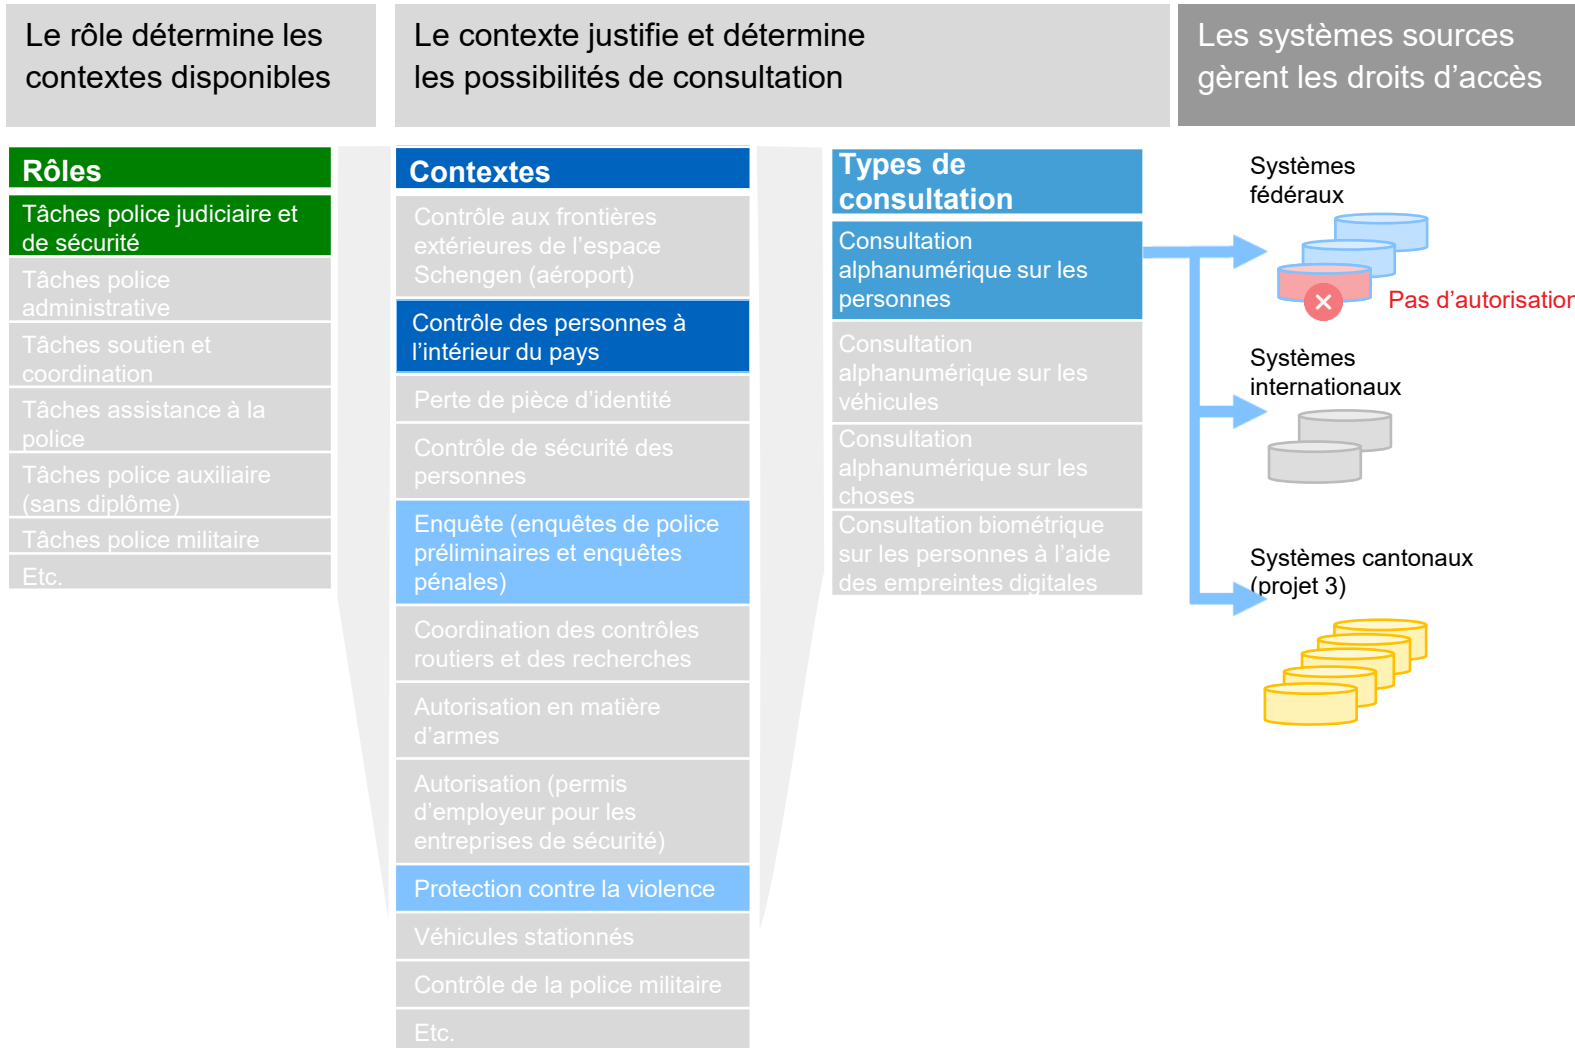 Le rôle détermine les
contextes disponibles
Le contexte justifie et détermine
les possibilités de consultation
Les systèmes sources
gèrent les droits d’accès
Rôles
Tâches police judiciaire et
de sécurité
Tâches police
administrative
Tâches soutien et
coordination
Tâches assistance à la
police
Tâches police auxiliaire
(sans diplôme)
Tâches police militaire
Etc.
Contextes
Contrôle aux frontières
extérieures de l’espace
Schengen (aéroport)
Contrôle des personnes à
l’intérieur du pays
Perte de pièce d’identité
Contrôle de sécurité des
personnes
Enquête (enquêtes de police
préliminaires et enquêtes
pénales)
Coordination des contrôles
routiers et des recherches
Autorisation en matière
d’armes
Autorisation (permis
d’employeur pour les
entreprises de sécurité)
Protection contre la violence
Véhicules stationnés
Contrôle de la police militaire
Etc.
Types de
consultation
Consultation
alphanumérique sur les
personnes
Consultation
alphanumérique sur les
véhicules
Consultation
alphanumérique sur les
choses
Consultation biométrique
sur les personnes à l’aide
des empreintes digitales
Systèmes
fédéraux
Pas d’autorisation
Systèmes
internationaux
Systèmes cantonaux
(projet 3)